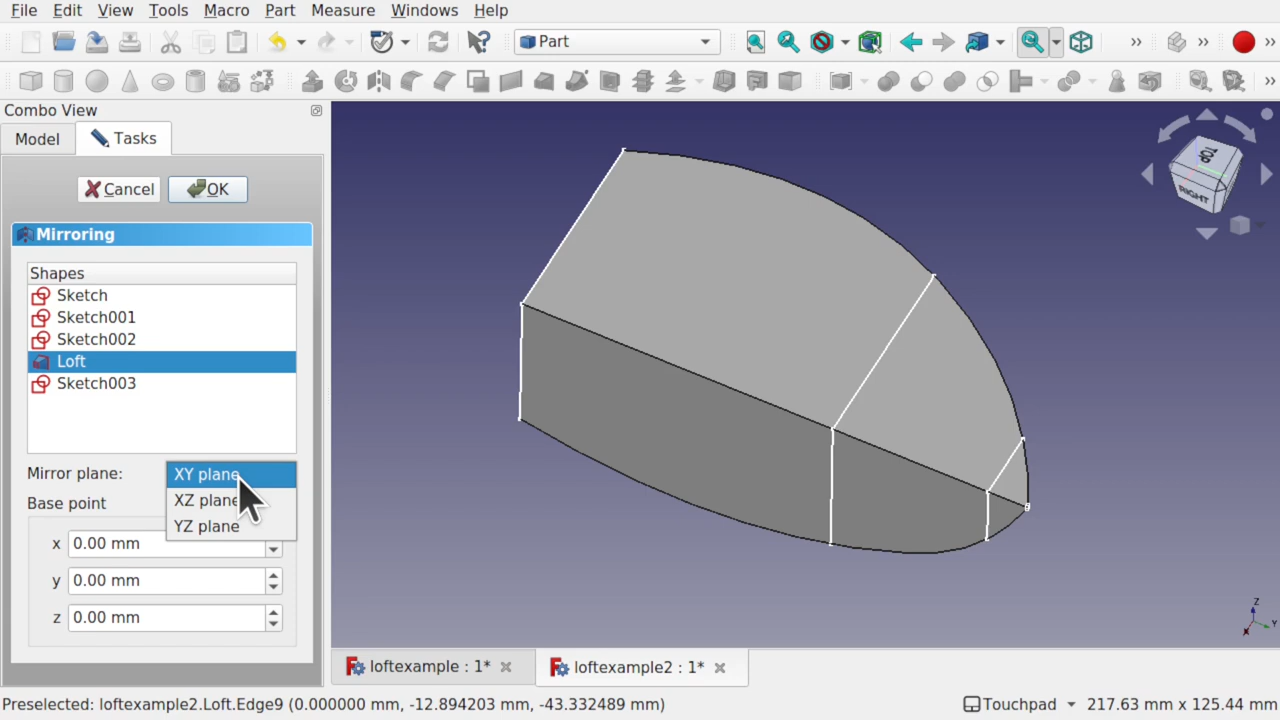 File Edit View Tools Macro Part Measure Windows Help
Part
Combo View
Model Tasks
Cancel OK
Mirroring
Shapes
Sketch
Sketch001
Sketch002
Loft
Sketch003
Mirror plane: XY plane
XZ plane
Base point
YZ plane
x 0.00 mm
y 0.00 mm
z 0.00 mm
TOP
RIGHT
Z
Y
X
loftexample : 1* loftexample2 : 1*
Preselected: loftexample2.Loft.Edge9 (0.000000 mm, -12.894203 mm, -43.332489 mm) Touchpad 217.63 mm x 125.44 mm